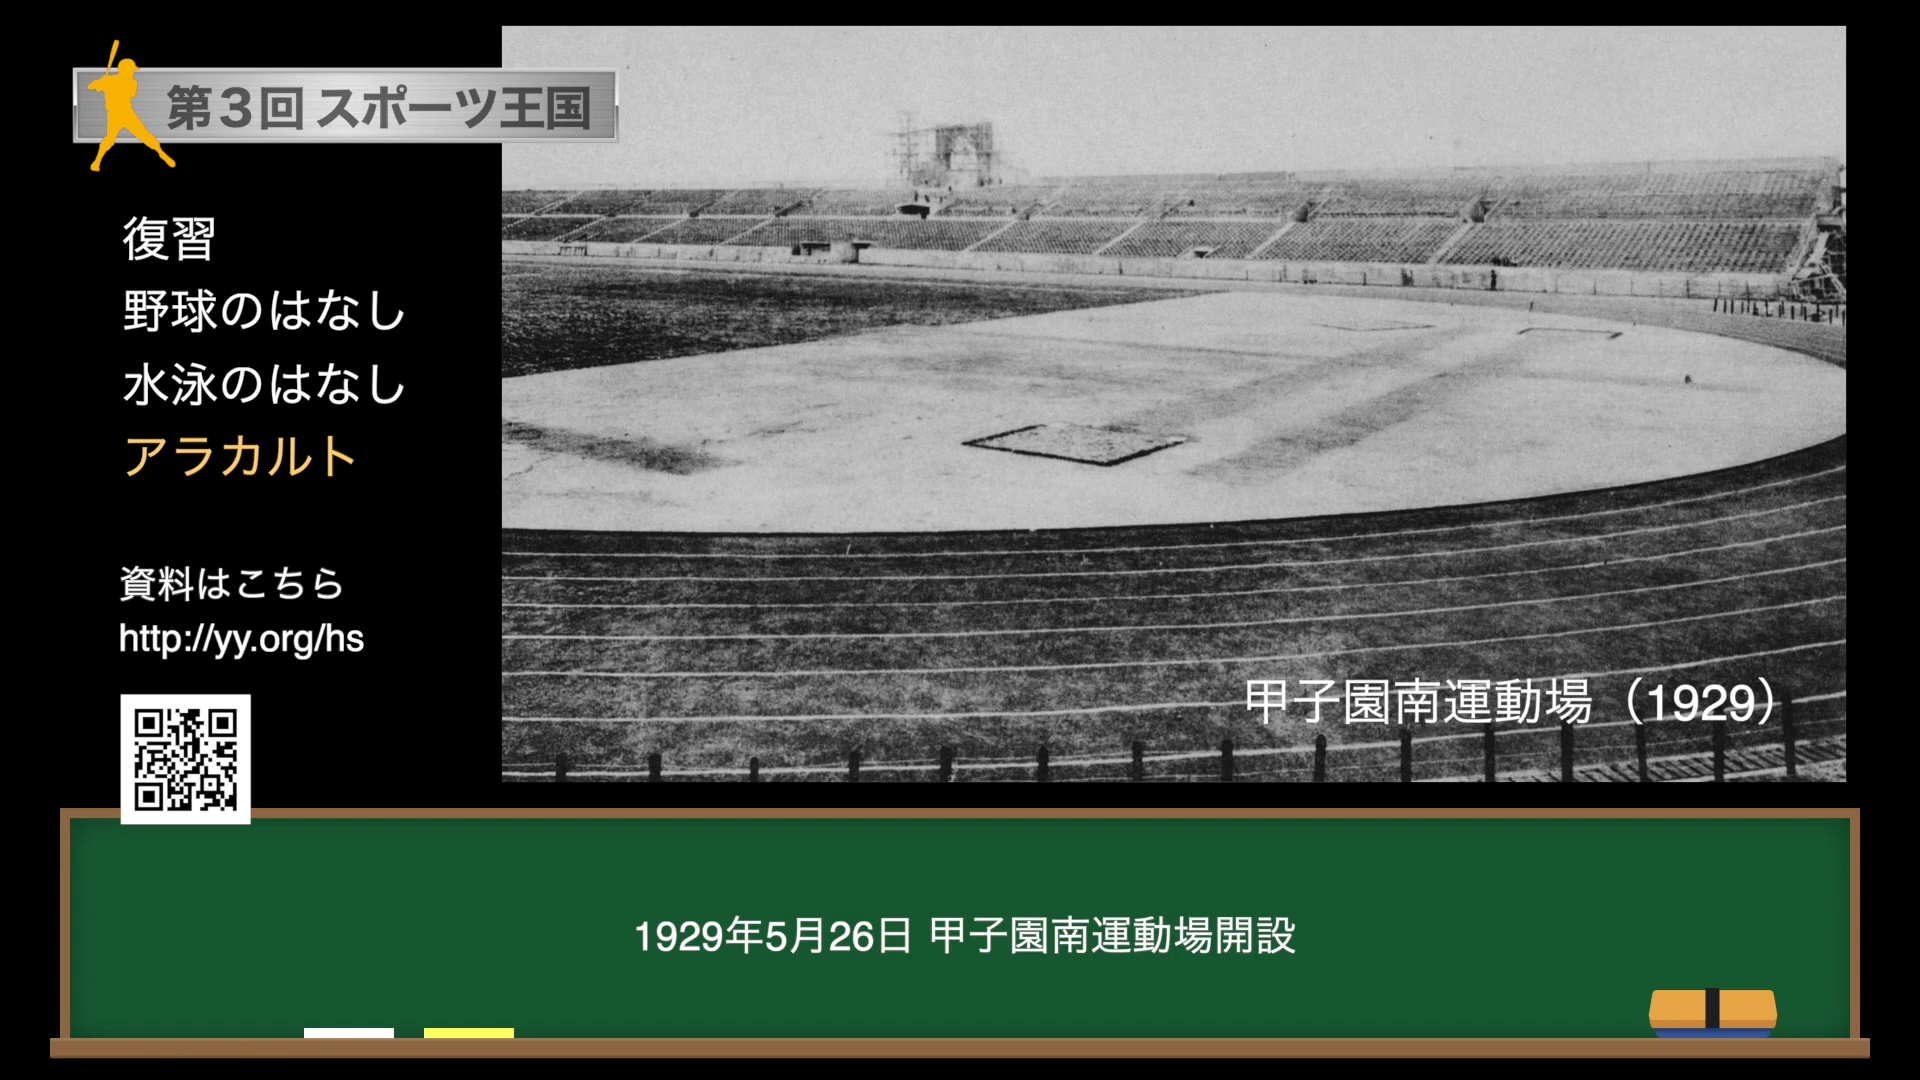 第３回 スポーツ王国
復習
野球のはなし
水泳のはなし
アラカルト
資料はこちら
http://yy.org/hs
甲子園南運動場（1929）
1929年5月26日 甲子園南運動場開設